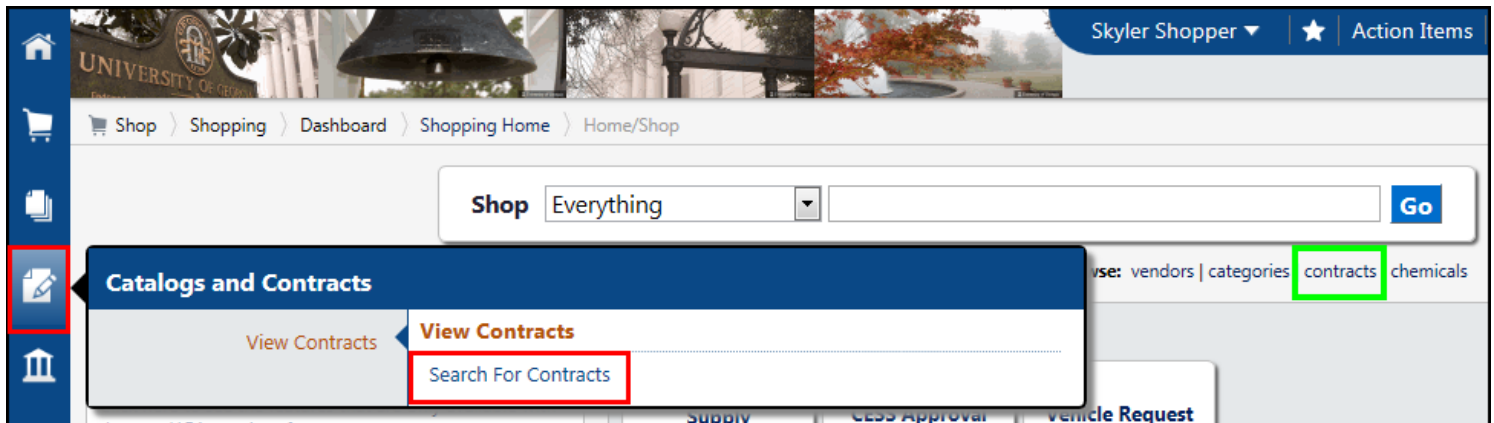 Skyler Shopper Action Items
UNIVERSITY OF GEORGIA
Shop Shopping Dashboard Shopping Home Home/Shop
Shop Everything Go
Catalogs and Contracts
vendors | categories contracts chemicals
View Contracts
View Contracts
Search For Contracts
Supply CESS Approval Vehicle Request